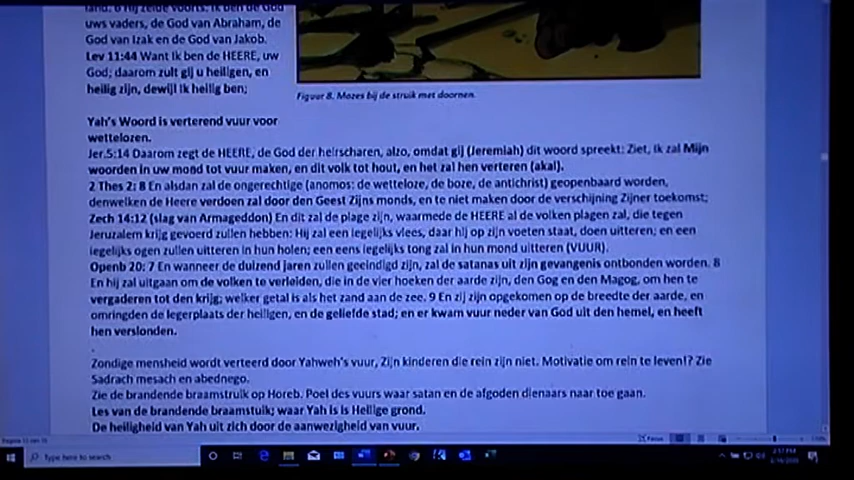 land. 6 Hij zeide voorts: Ik ben de God
uws vaders, de God van Abraham, de
God van Izak en de God van Jakob.
Lev 11:44 Want Ik ben de HEERE, uw
God; daarom zult gij u heiligen, en
heilig zijn, dewijl Ik heilig ben;
Figuur 8. Mozes bij de struik met doornen.
Yah's Woord is verterend vuur voor
wettelozen.
Jer.5:14 Daarom zegt de HEERE, de God der heirscharen, alzo, omdat gij (Jeremiah) dit woord spreekt: Ziet, Ik zal Mijn
woorden in uw mond tot vuur maken, en dit volk tot hout, en het zal hen verteren (akal).
2 Thes 2: 8 En alsdan zal de ongerechtige (anomos: de wetteloze, de boze, de antichrist) geopenbaard worden,
denwelken de Heere verdoen zal door den Geest Zijns monds, en te niet maken door de verschijning Zijner toekomst;
Zech 14:12 (slag van Armageddon) En dit zal de plage zijn, waarmede de HEERE al de volken plagen zal, die tegen
Jeruzalem krijg gevoerd zullen hebben: Hij zal een iegelijks vlees, daar hij op zijn voeten staat, doen uitteren; en een
iegelijks ogen zullen uitteren in hun holen; een eens iegelijks tong zal in hun mond uitteren (VUUR).
Openb 20: 7 En wanneer de duizend jaren zullen geeindigd zijn, zal de satanas uit zijn gevangenis ontbonden worden. 8
En hij zal uitgaan om de volken te verleiden, die in de vier hoeken der aarde zijn, den Gog en den Magog, om hen te
vergaderen tot den krijg; welker getal is als het zand aan de zee. 9 En zij zijn opgekomen op de breedte der aarde, en
omringden de legerplaats der heiligen, en de geliefde stad; en er kwam vuur neder van God uit den hemel, en heeft
hen verslonden.
.
Zondige mensheid wordt verteerd door Yahweh's vuur, Zijn kinderen die rein zijn niet. Motivatie om rein te leven!? Zie
Sadrach mesach en abednego.
Zie de brandende braamstruik op Horeb. Poel des vuurs waar satan en de afgoden dienaars naar toe gaan.
Les van de brandende braamstuik; waar Yah is is Heilige grond.
De heiligheid van Yah uit zich door de aanwezigheid van vuur.
Focus
Type here to search